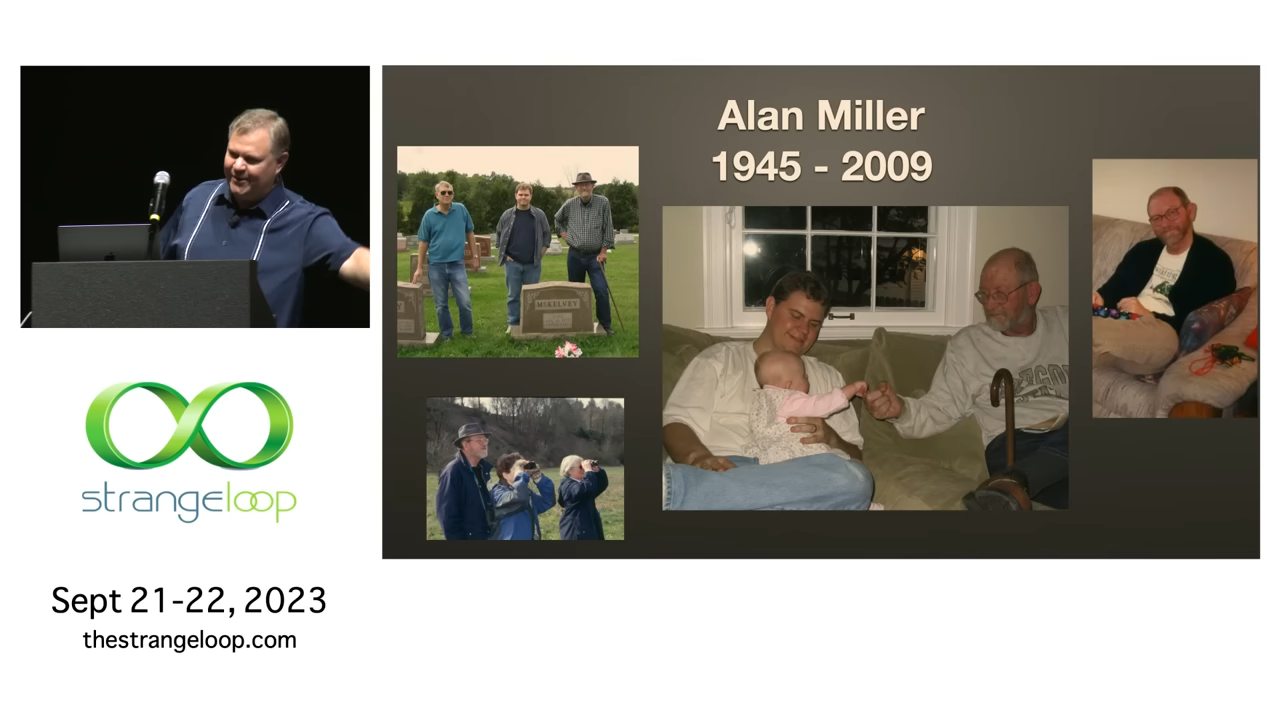 Alan Miller
1945 - 2009
McKELVEY
strangeloop
Sept 21-22, 2023
thestrangeloop.com